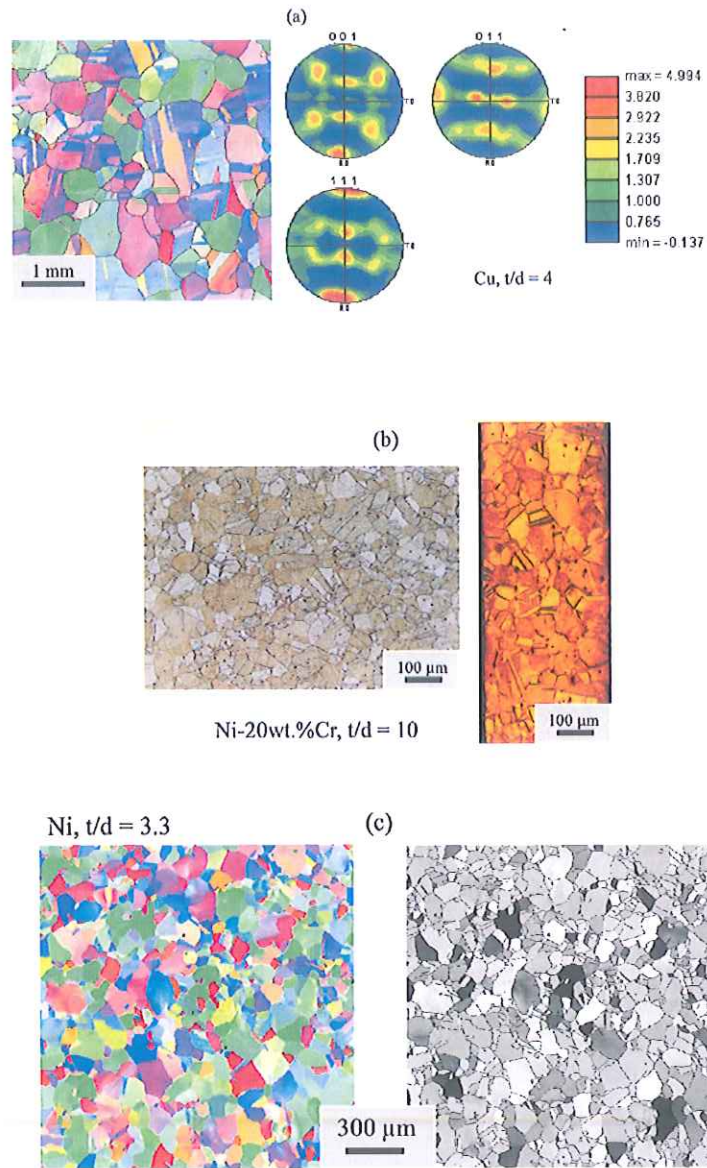 (a)
0 0 1
0 1 1
1 1 1
max = 4.994
3.820
2.922
2.235
1.709
1.307
1.000
0.765
min = -0.137
1 mm
Cu, t/d = 4
(b)
100 µm
100 µm
Ni-20wt.%Cr, t/d = 10
Ni, t/d = 3.3
(c)
300 µm